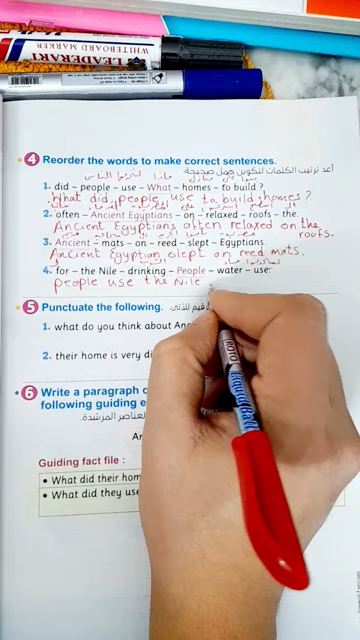 LEADERART
WHITEBOARD MARKER
4 Reorder the words to make correct sentences.
أعد ترتيب الكلمات لتكوين جمل صحيحة
1. did – people – use – What – homes – to build ?
What did people use to build homes ?
2. often – Ancient Egyptians – on – relaxed – roofs – the.
Ancient Egyptians often relaxed on the
roofs.
3. Ancient – mats – on – reed – slept – Egyptians.
Ancient Egyptian slept on reed mats.
4. for – the Nile – drinking – People – water – use.
people use the Nile
5 Punctuate the following.
1. what do you think about Anc
2. their home is very di
6 Write a paragraph o
following guiding e
لعناصر المرشدة.
An
Guiding fact file :
• What did their hom
• What did they use